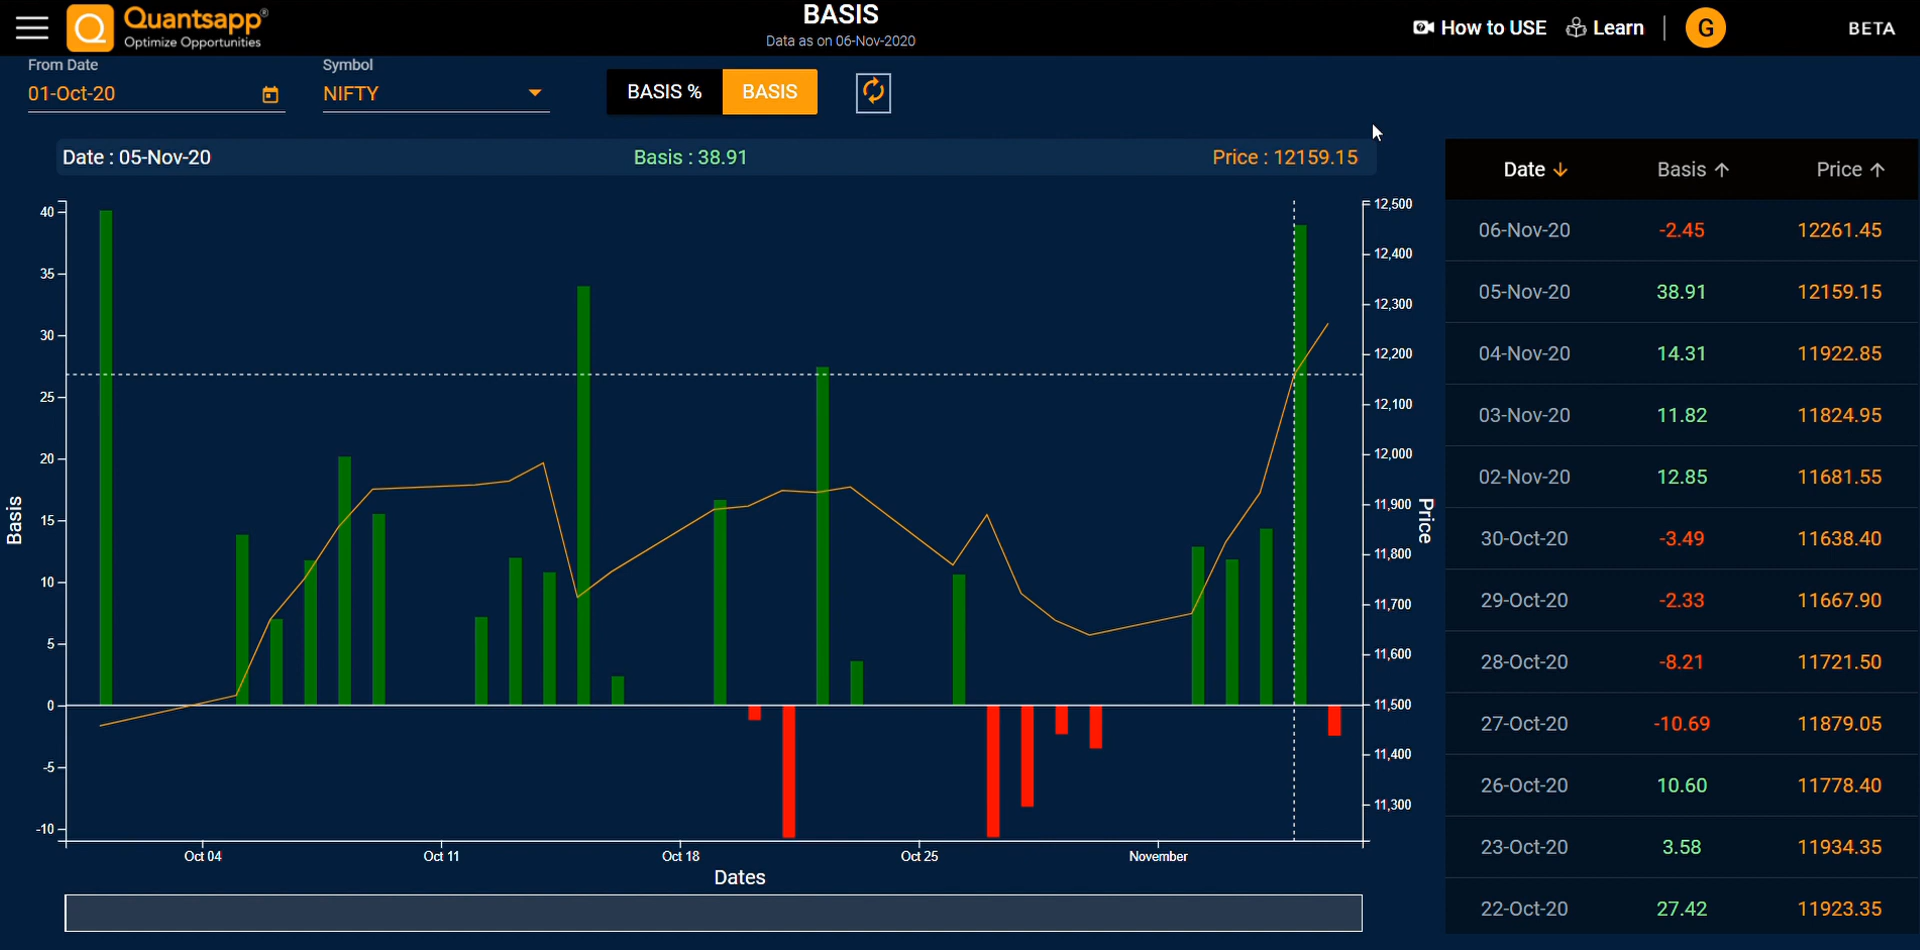 Quantsapp®
Optimize Opportunities
BASIS
Data as on 06-Nov-2020
How to USE
Learn
G
BETA
From Date
01-Oct-20
Symbol
NIFTY
BASIS %
BASIS
Date : 05-Nov-20
Basis : 38.91
Price : 12159.15
40
35
30
25
20
15
10
5
0
-5
-10
Basis
12,500
12,400
12,300
12,200
12,100
12,000
11,900
11,800
11,700
11,600
11,500
11,400
11,300
Price
Oct 04
Oct 11
Oct 18
Oct 25
November
Dates
Date ↓ Basis ↑ Price ↑
06-Nov-20 -2.45 12261.45
05-Nov-20 38.91 12159.15
04-Nov-20 14.31 11922.85
03-Nov-20 11.82 11824.95
02-Nov-20 12.85 11681.55
30-Oct-20 -3.49 11638.40
29-Oct-20 -2.33 11667.90
28-Oct-20 -8.21 11721.50
27-Oct-20 -10.69 11879.05
26-Oct-20 10.60 11778.40
23-Oct-20 3.58 11934.35
22-Oct-20 27.42 11923.35